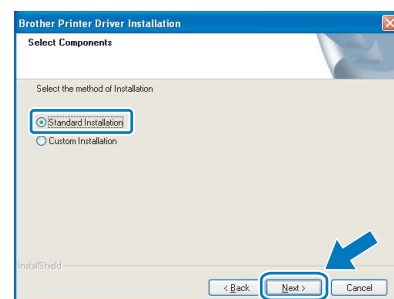 Brother Printer Driver Installation
Select Components
Select the method of Installation
Standard Installation
Custom Installation
InstallShield
< Back Next > Cancel